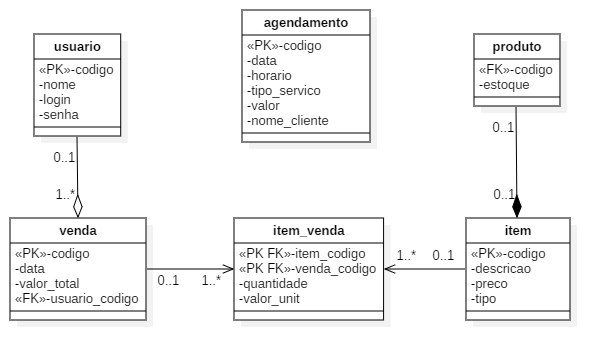 usuario
«PK»-codigo
-nome
-login
-senha
agendamento
«PK»-codigo
-data
-horario
-tipo_servico
-valor
-nome_cliente
produto
«FK»-codigo
-estoque
0..1
1..*
0..1
0..1
venda
«PK»-codigo
-data
-valor_total
«FK»-usuario_codigo
0..1
1..*
item_venda
«PK FK»-item_codigo
«PK FK»-venda_codigo
-quantidade
-valor_unit
1..*
0..1
item
«PK»-codigo
-descricao
-preco
-tipo